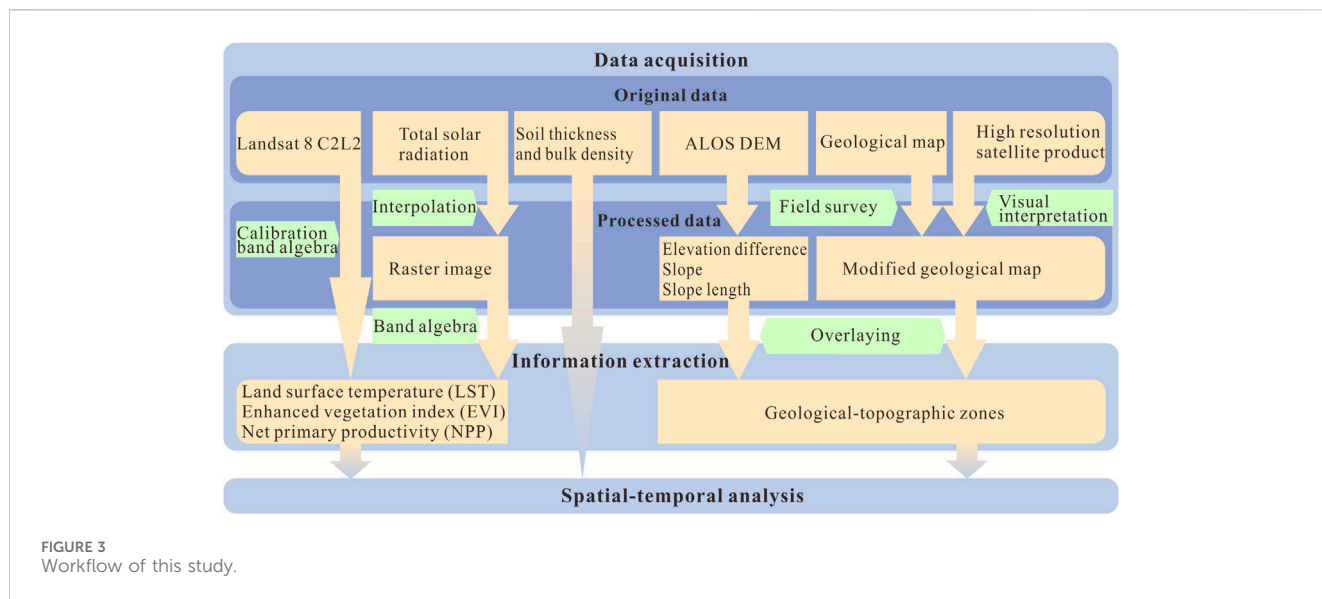 Data acquisition
Original data
Landsat 8 C2L2
Total solar
radiation
Soil thickness
and bulk density
ALOS DEM
Geological map
High resolution
satellite product
Interpolation
Field survey
Visual
interpretation
Processed data
Calibration
band algebra
Raster image
Elevation difference
Slope
Slope length
Modified geological map
Band algebra
Overlaying
Information extraction
Land surface temperature (LST)
Enhanced vegetation index (EVI)
Net primary productivity (NPP)
Geological-topographic zones
Spatial-temporal analysis
FIGURE 3
Workflow of this study.